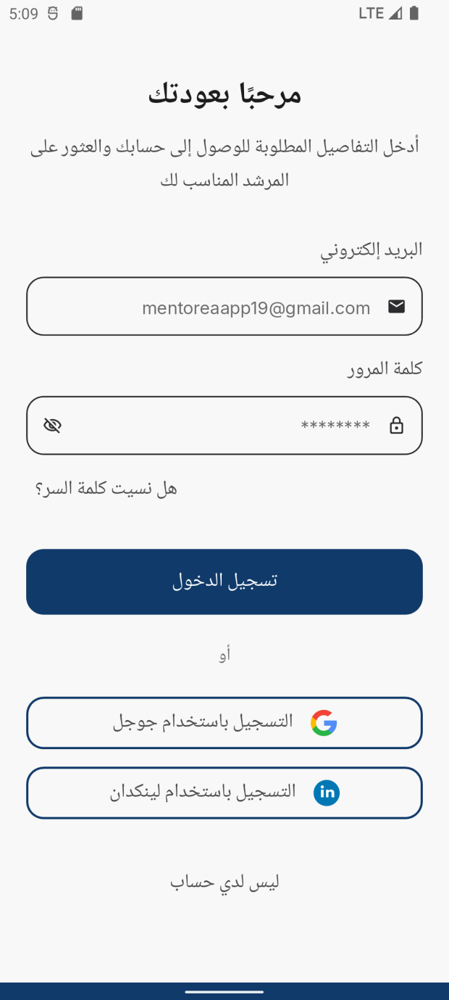 5:09 LTE
مرحبًا بعودتك
أدخل التفاصيل المطلوبة للوصول إلى حسابك والعثور على
المرشد المناسب لك
البريد إلكتروني
mentoreaapp19@gmail.com
كلمة المرور
********
هل نسيت كلمة السر؟
تسجيل الدخول
أو
التسجيل باستخدام جوجل
التسجيل باستخدام لينكدان
in
ليس لدي حساب